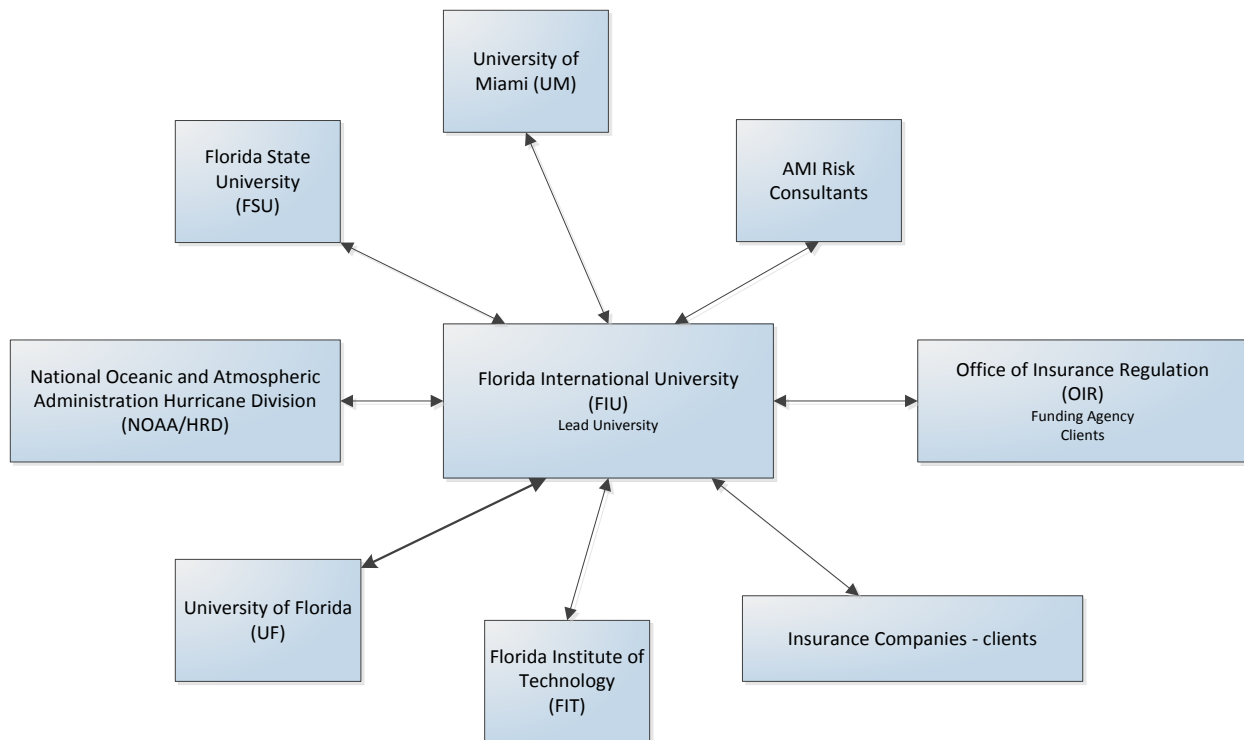 University of
Miami (UM)
Florida State
University
(FSU)
AMI Risk
Consultants
National Oceanic and Atmospheric
Administration Hurricane Division
(NOAA/HRD)
Florida International University
(FIU)
Lead University
Office of Insurance Regulation
(OIR)
Funding Agency
Clients
University of Florida
(UF)
Florida Institute of
Technology
(FIT)
Insurance Companies - clients